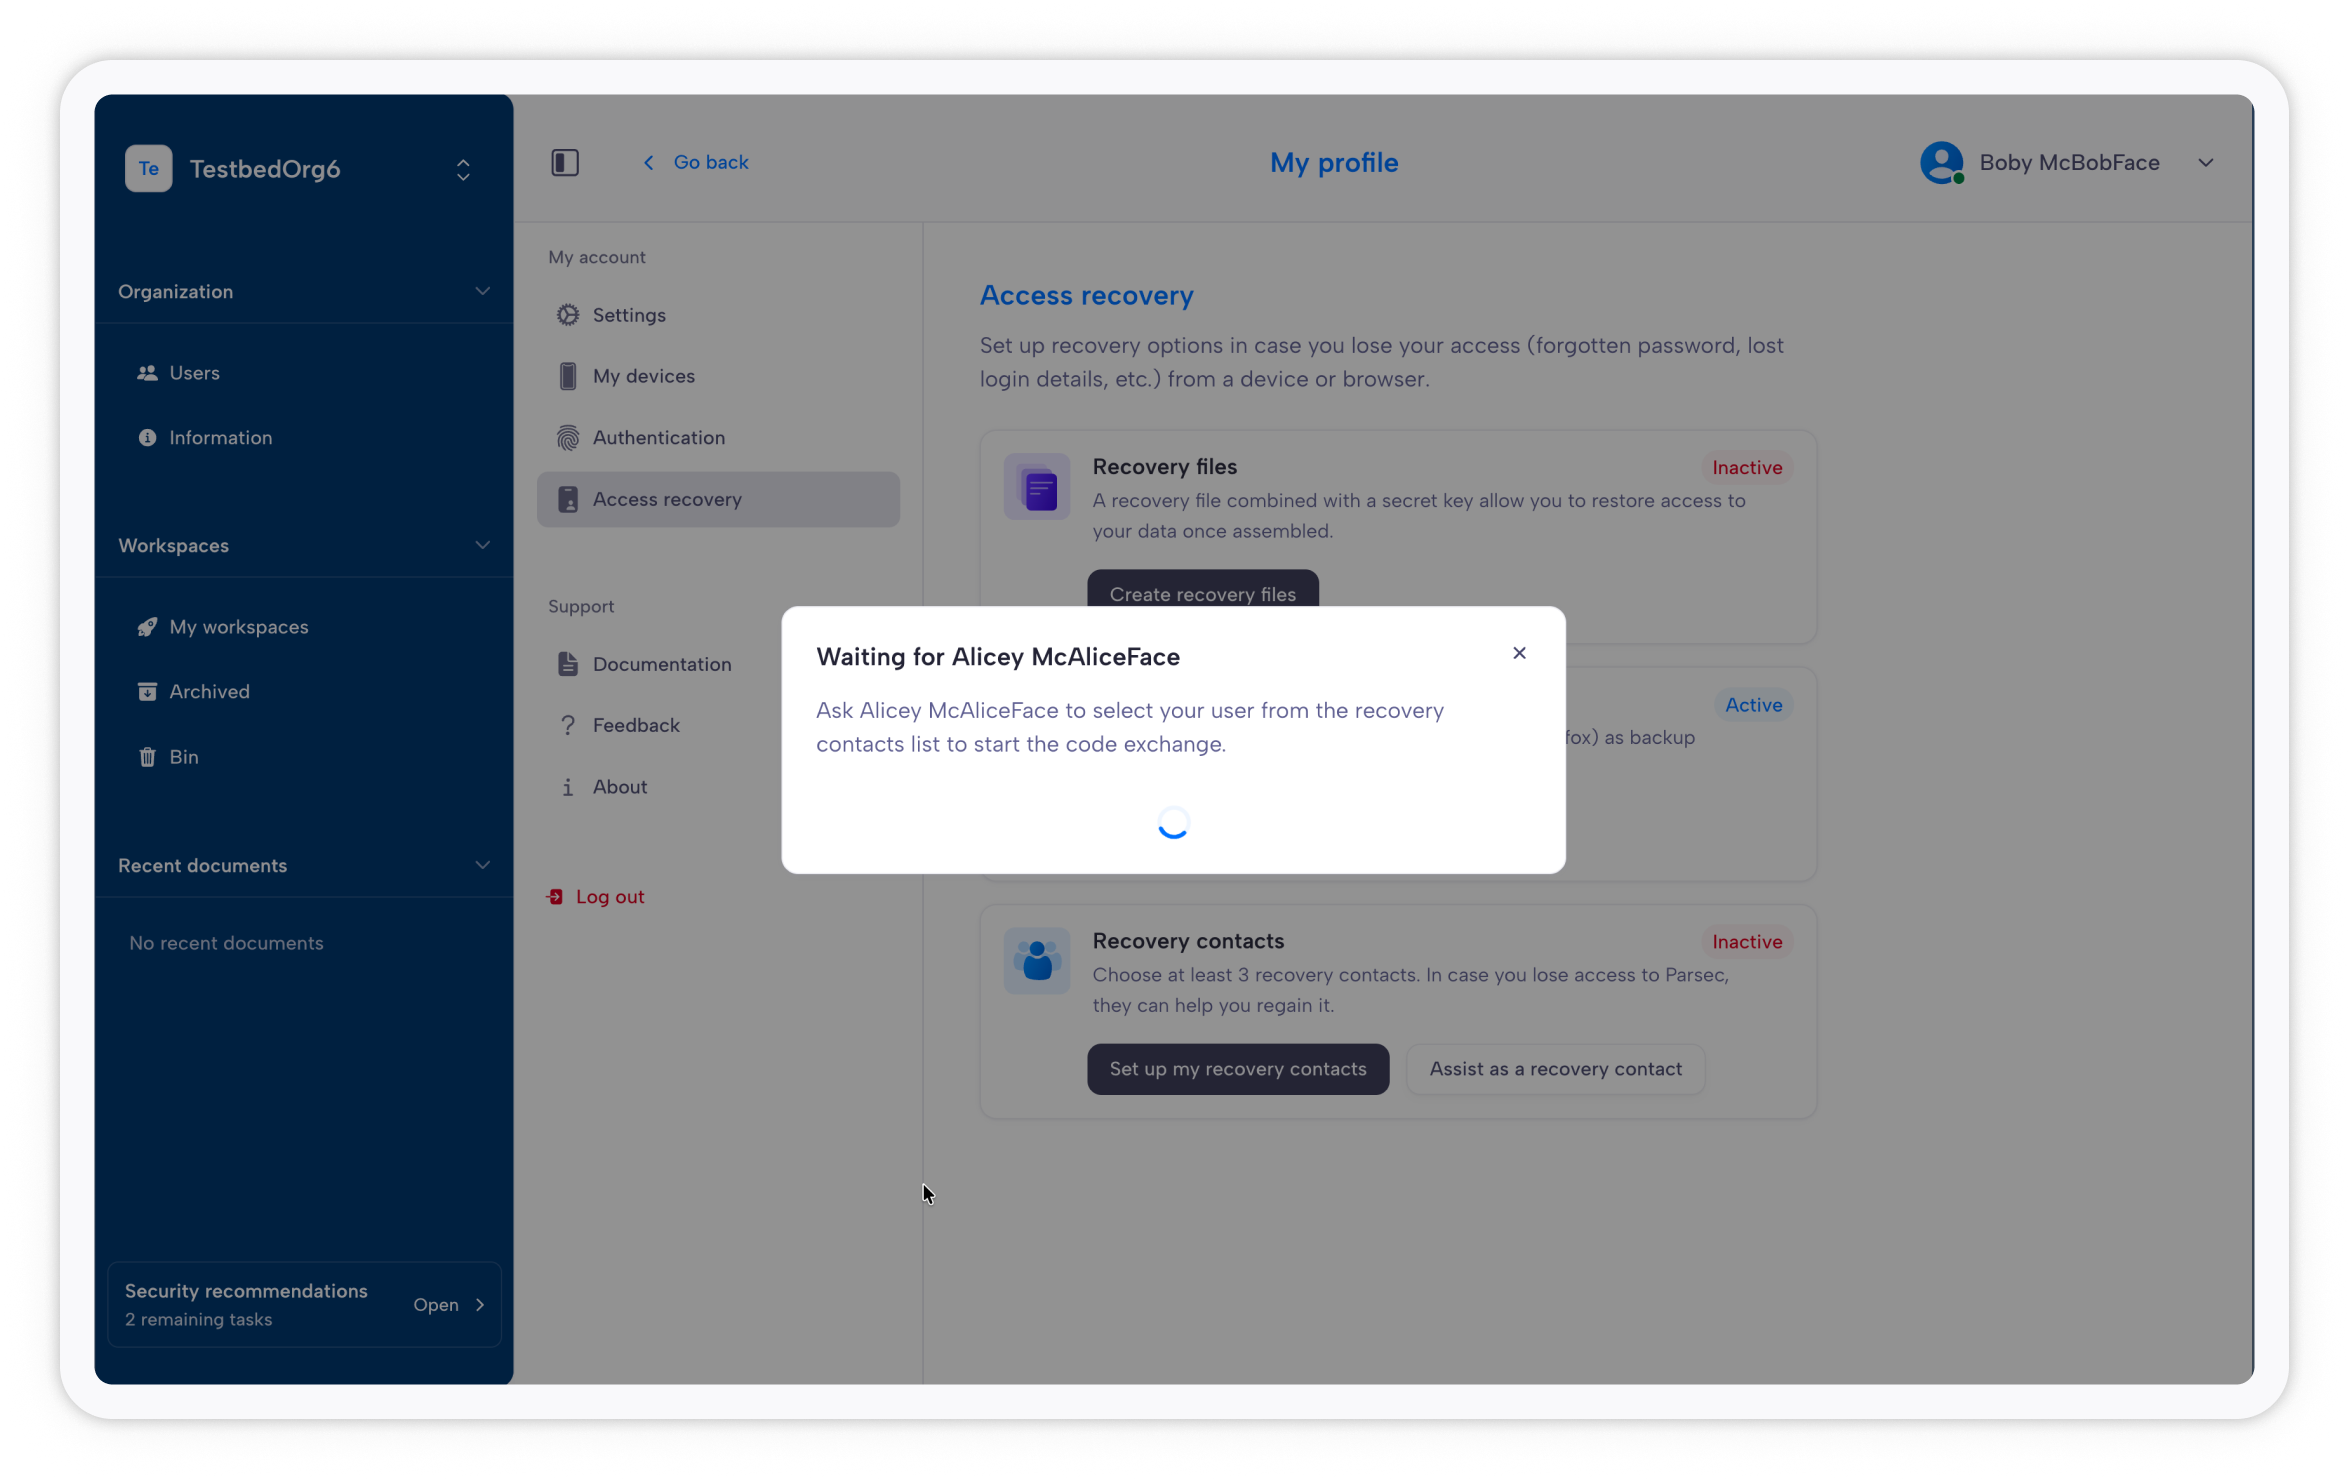 Te
TestbedOrg6
Organization
Users
Information
Workspaces
My workspaces
Archived
Bin
Recent documents
No recent documents
Security recommendations
2 remaining tasks
Open
Go back
My profile
Boby McBobFace
My account
Settings
My devices
Authentication
Access recovery
Support
Documentation
Feedback
About
Log out
Access recovery
Set up recovery options in case you lose your access (forgotten password, lost
login details, etc.) from a device or browser.
Recovery files
Inactive
A recovery file combined with a secret key allow you to restore access to
your data once assembled.
Create recovery files
Waiting for Alicey McAliceFace
Ask Alicey McAliceFace to select your user from the recovery
contacts list to start the code exchange.
Active
fox) as backup
Recovery contacts
Inactive
Choose at least 3 recovery contacts. In case you lose access to Parsec,
they can help you regain it.
Set up my recovery contacts
Assist as a recovery contact